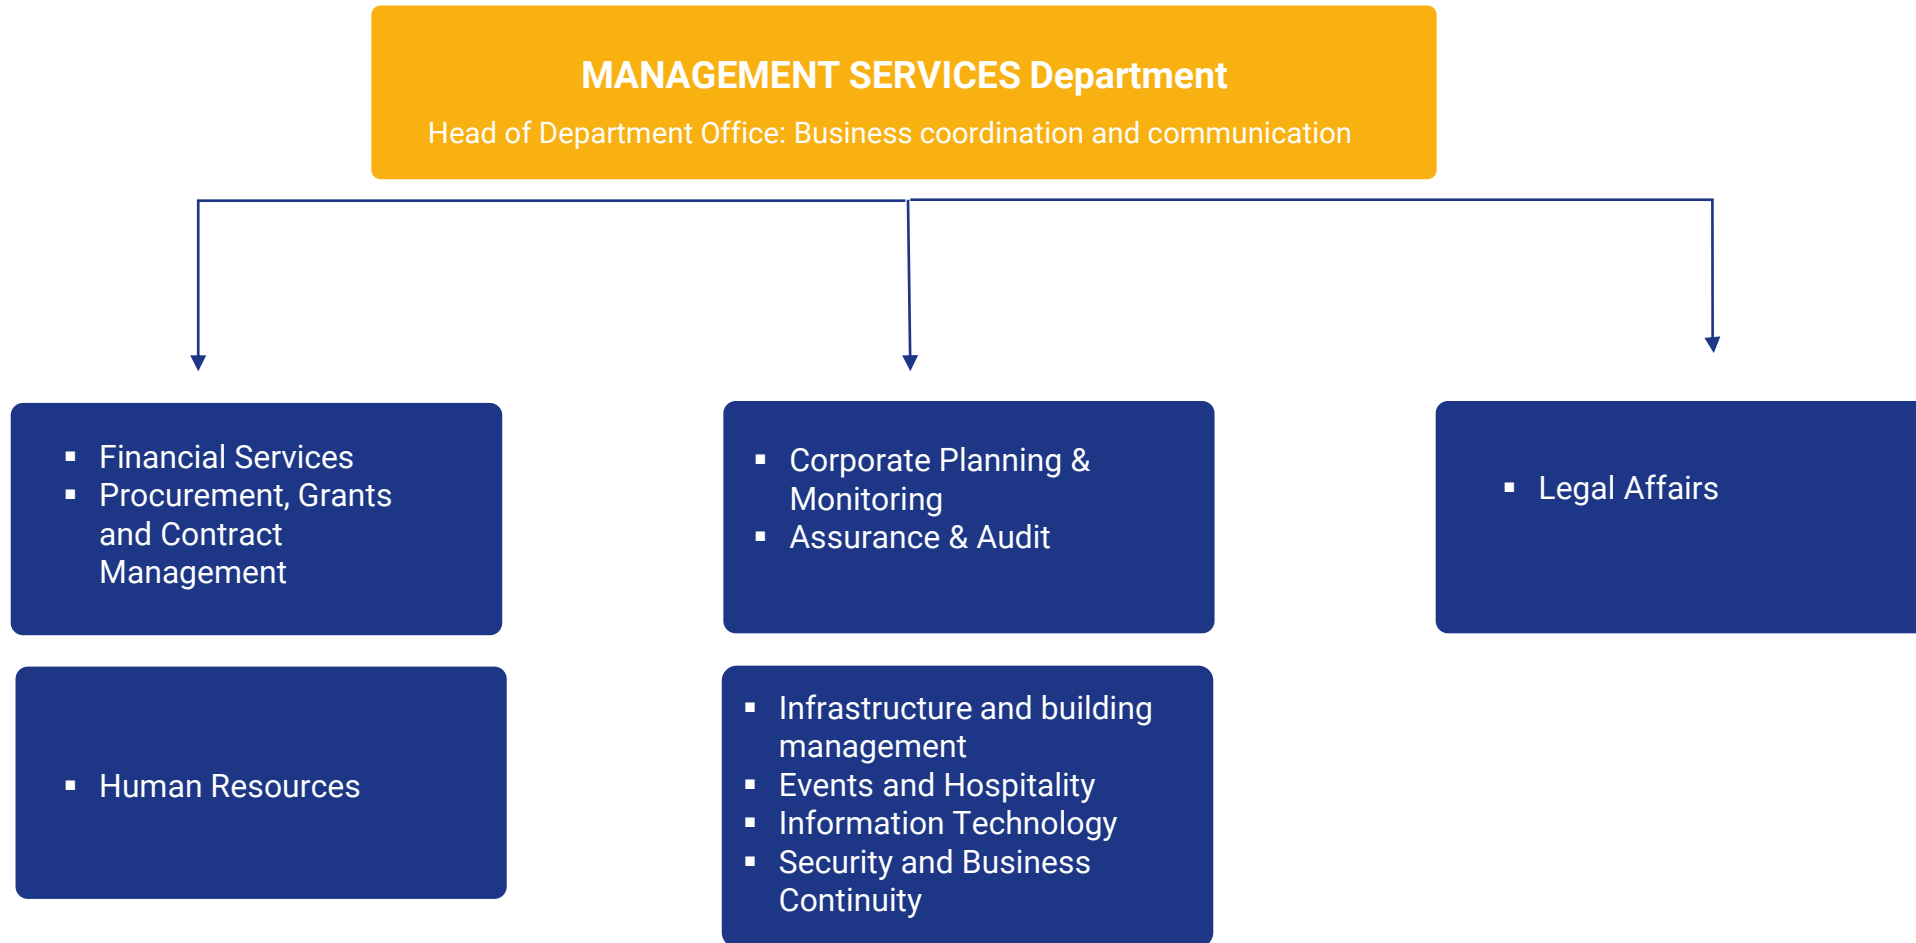 MANAGEMENT SERVICES Department
Head of Department Office: Business coordination and communication
▪ Financial Services
▪ Procurement, Grants
and Contract
Management
▪ Corporate Planning &
Monitoring
▪ Assurance & Audit
▪ Legal Affairs
▪ Human Resources
▪ Infrastructure and building
management
▪ Events and Hospitality
▪ Information Technology
▪ Security and Business
Continuity